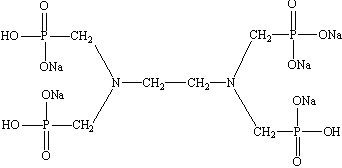 O O
HO—P—CH₂ CH₂—P—ONa
ONa ONa
N—CH₂—CH₂—N
ONa ONa
HO—P—CH₂ CH₂—P—OH
O O